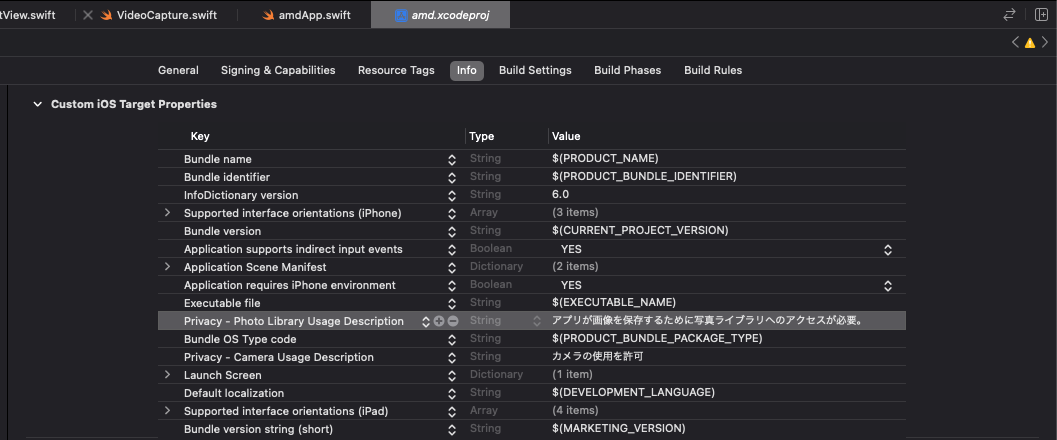 tView.swift VideoCapture.swift amdApp.swift amd.xcodeproj
General Signing & Capabilities Resource Tags Info Build Settings Build Phases Build Rules
Custom iOS Target Properties
Key Type Value
Bundle name String $(PRODUCT_NAME)
Bundle identifier String $(PRODUCT_BUNDLE_IDENTIFIER)
InfoDictionary version String 6.0
Supported interface orientations (iPhone) Array (3 items)
Bundle version String $(CURRENT_PROJECT_VERSION)
Application supports indirect input events Boolean YES
Application Scene Manifest Dictionary (2 items)
Application requires iPhone environment Boolean YES
Executable file String $(EXECUTABLE_NAME)
Privacy - Photo Library Usage Description String アプリが画像を保存するために写真ライブラリへのアクセスが必要。
Bundle OS Type code String $(PRODUCT_BUNDLE_PACKAGE_TYPE)
Privacy - Camera Usage Description String カメラの使用を許可
Launch Screen Dictionary (1 item)
Default localization String $(DEVELOPMENT_LANGUAGE)
Supported interface orientations (iPad) Array (4 items)
Bundle version string (short) String $(MARKETING_VERSION)